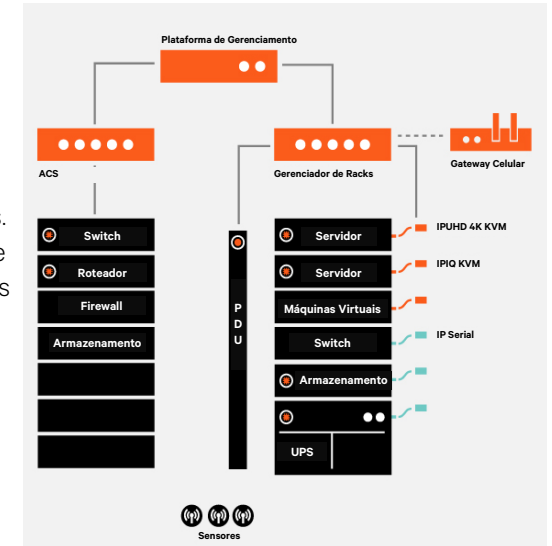 Plataforma de Gerenciamento
ACS
Gerenciador de Racks
Gateway Celular
s.
e
s
Switch
Roteador
Firewall
Armazenamento
P
D
U
Servidor
Servidor
Máquinas Virtuais
Switch
Armazenamento
UPS
IPUHD 4K KVM
IPIQ KVM
IP Serial
Sensores